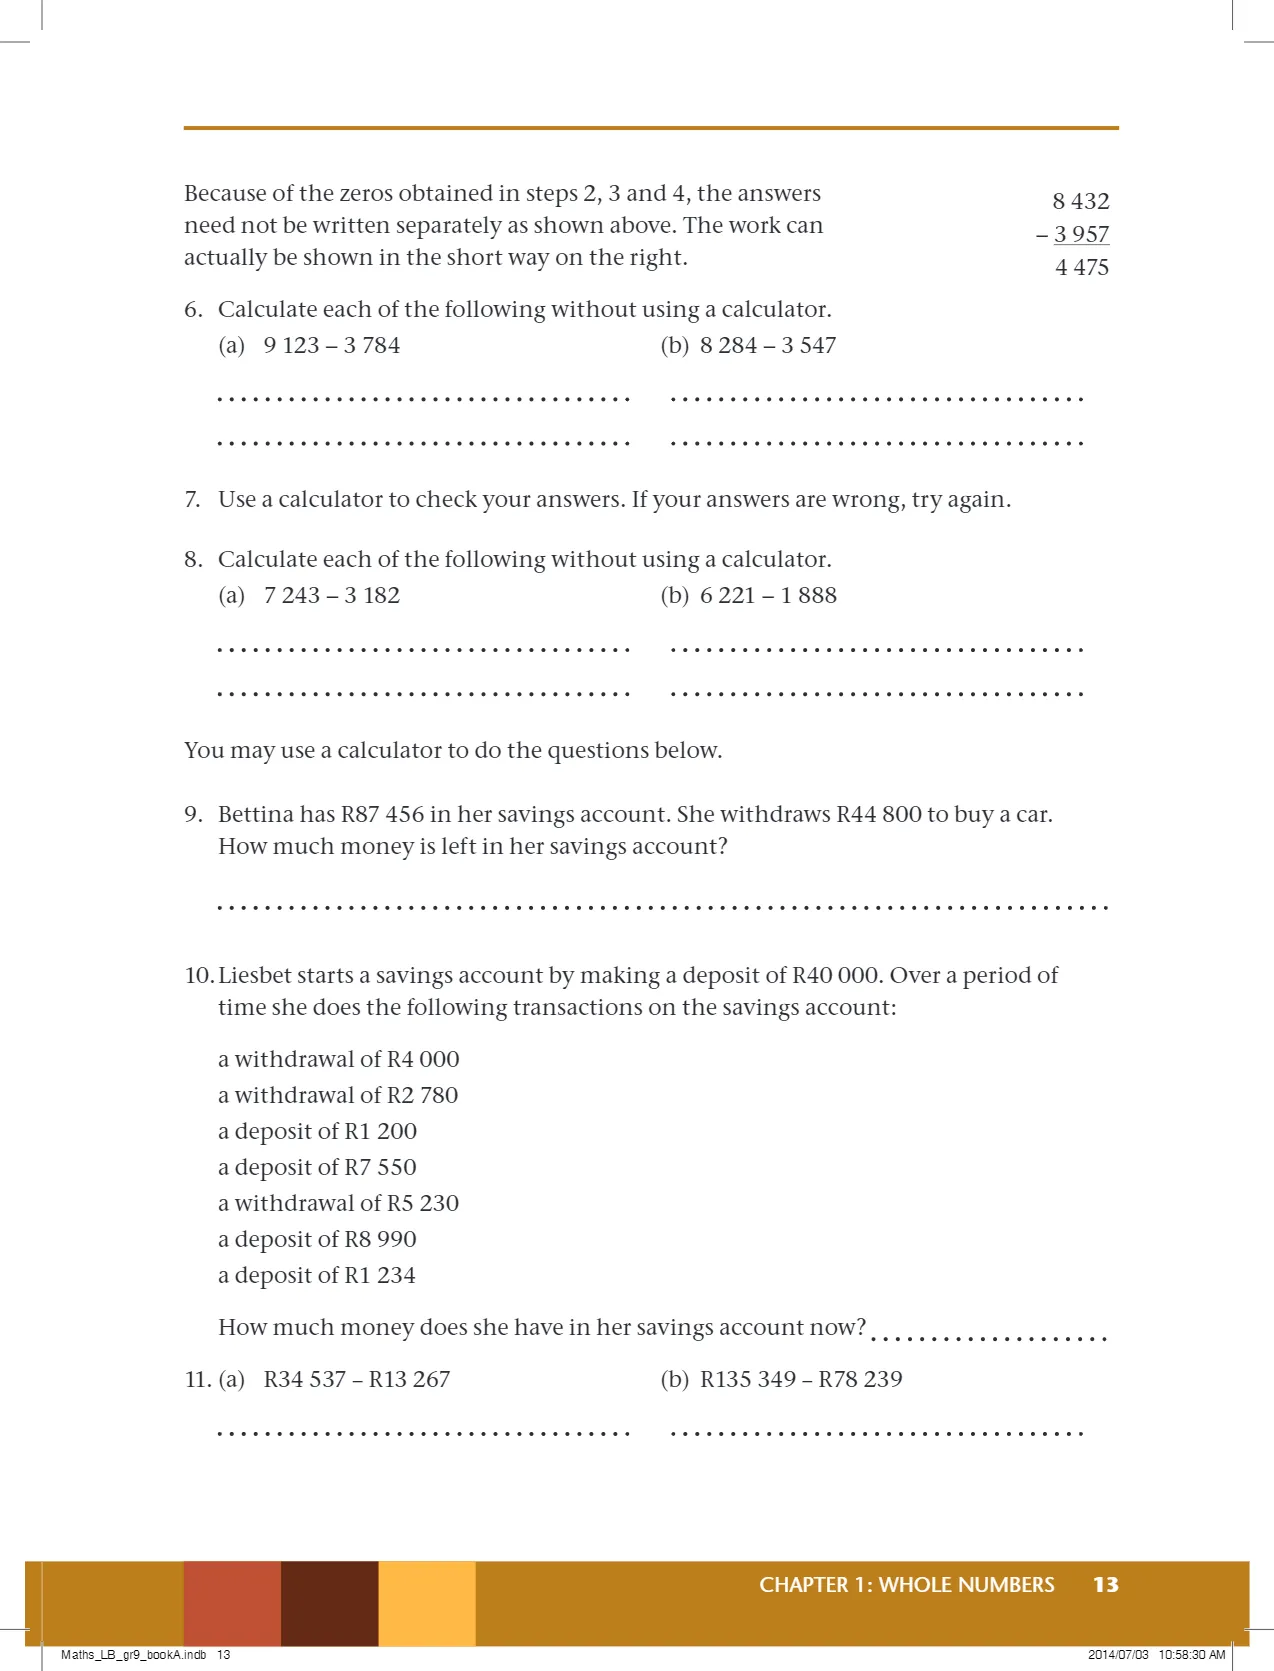 Because of the zeros obtained in steps 2, 3 and 4, the answers
need not be written separately as shown above. The work can
actually be shown in the short way on the right.
8 432
– 3 957
4 475
6. Calculate each of the following without using a calculator.
(a) 9 123 – 3 784 (b) 8 284 – 3 547
7. Use a calculator to check your answers. If your answers are wrong, try again.
8. Calculate each of the following without using a calculator.
(a) 7 243 – 3 182 (b) 6 221 – 1 888
You may use a calculator to do the questions below.
9. Bettina has R87 456 in her savings account. She withdraws R44 800 to buy a car.
How much money is left in her savings account?
10. Liesbet starts a savings account by making a deposit of R40 000. Over a period of
time she does the following transactions on the savings account:
a withdrawal of R4 000
a withdrawal of R2 780
a deposit of R1 200
a deposit of R7 550
a withdrawal of R5 230
a deposit of R8 990
a deposit of R1 234
How much money does she have in her savings account now?
11. (a) R34 537 – R13 267 (b) R135 349 – R78 239
CHAPTER 1: WHOLE NUMBERS 13
Maths_LB_gr9_bookA.indb 13 2014/07/03 10:58:30 AM